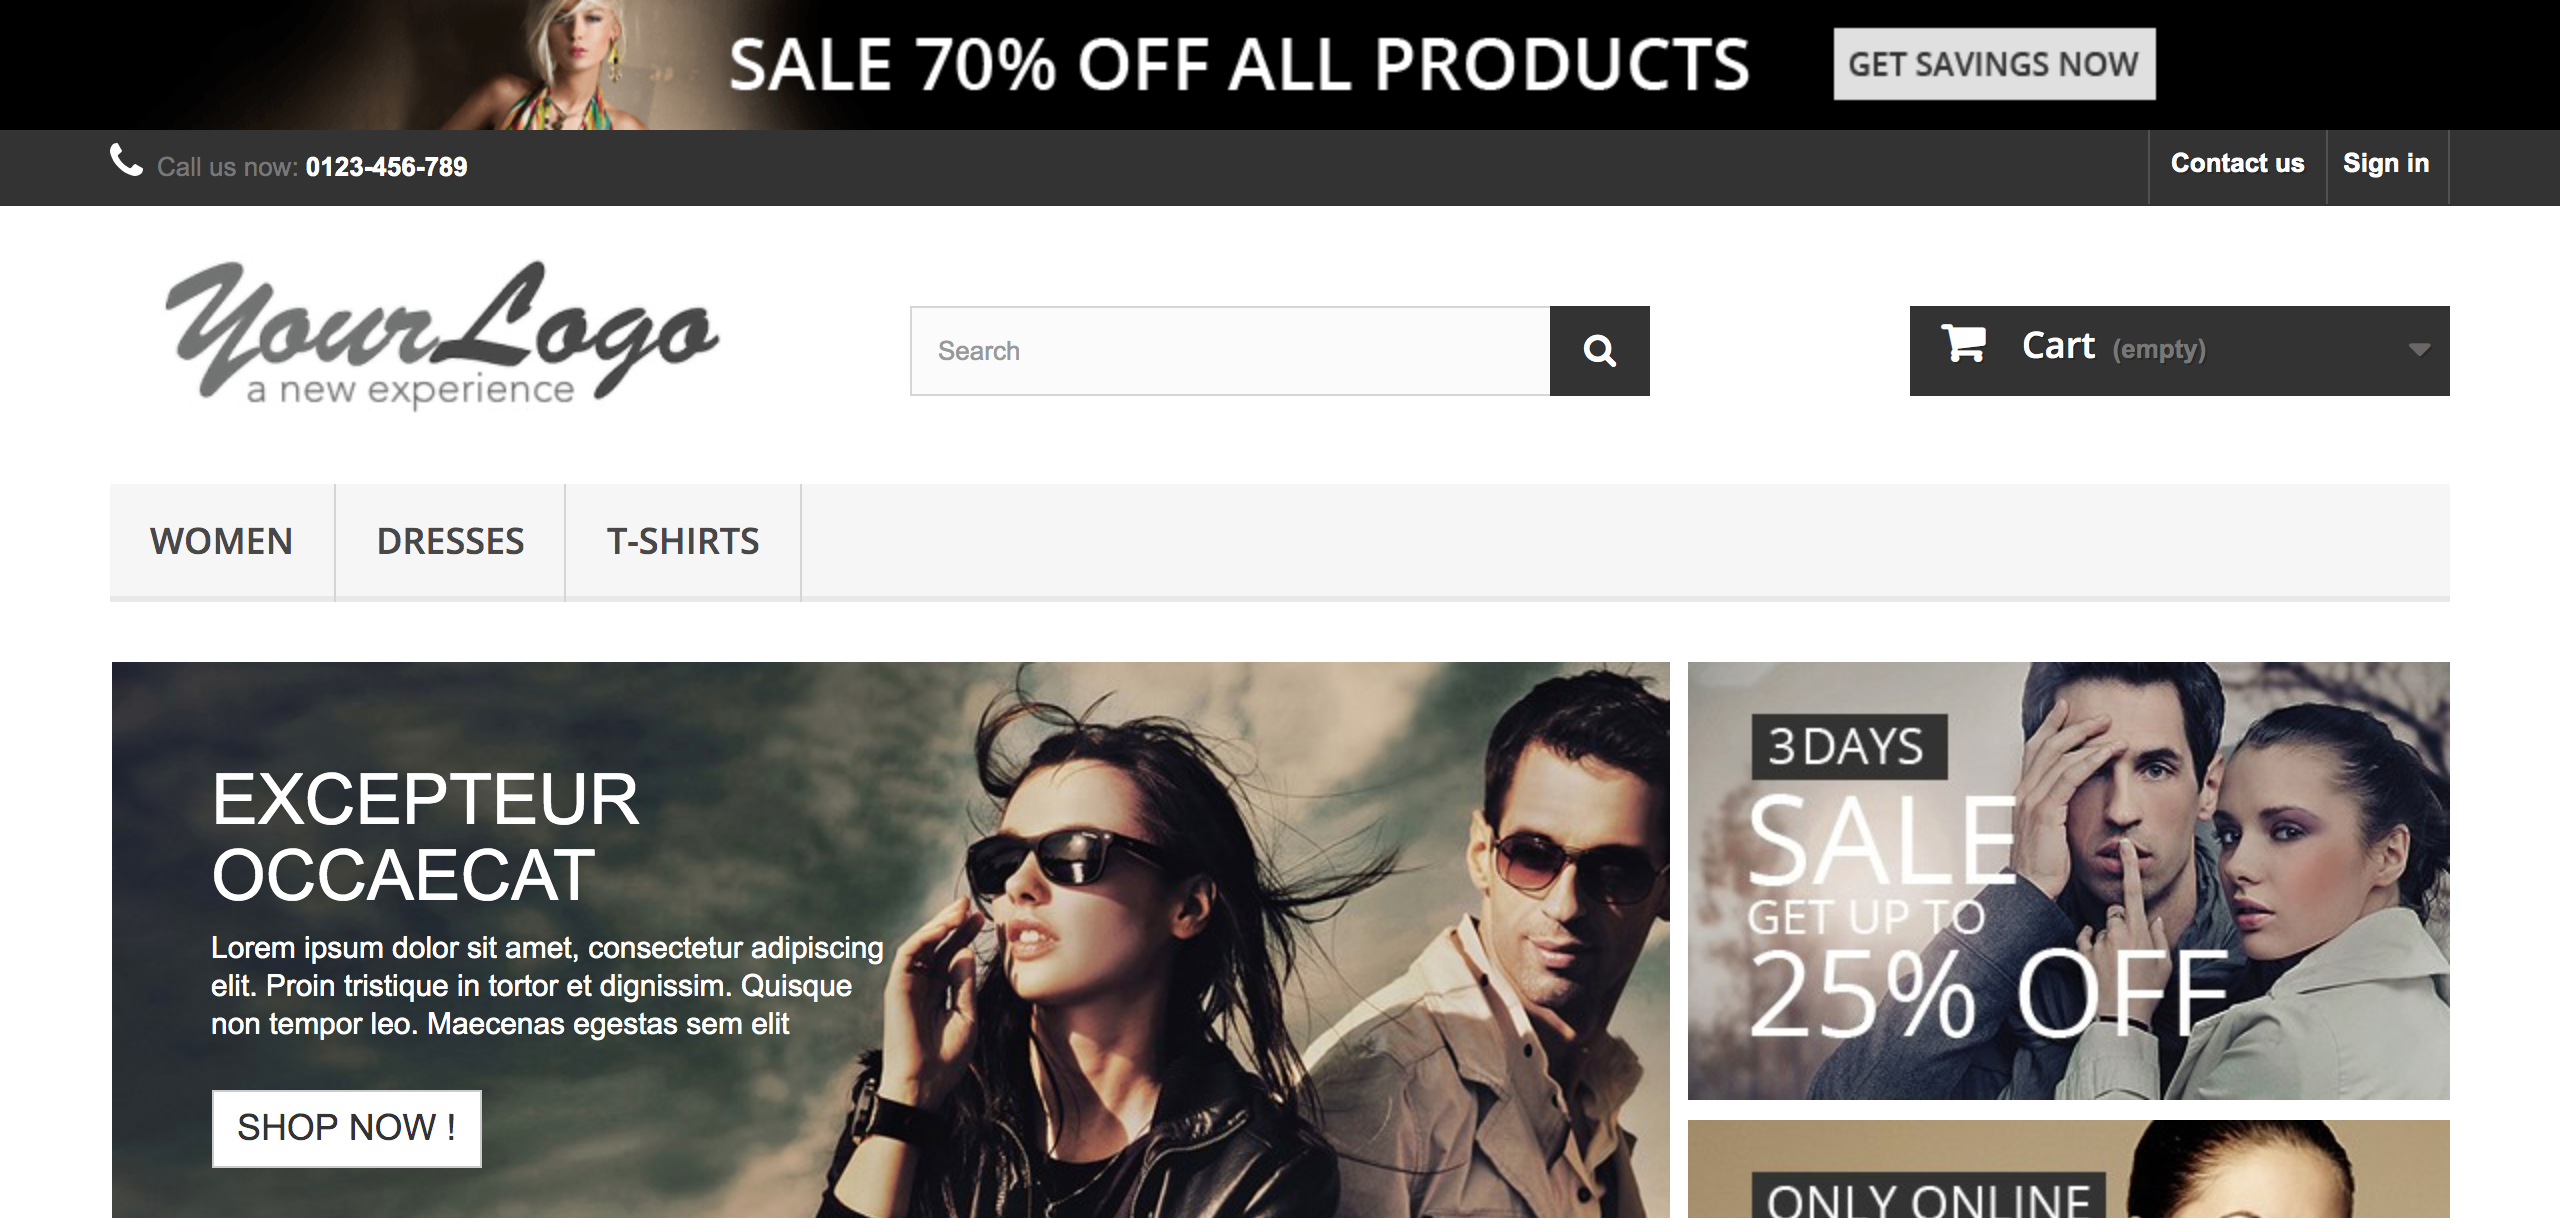 SALE 70% OFF ALL PRODUCTS
GET SAVINGS NOW
Call us now: 0123-456-789
Contact us
Sign in
YourLogo
a new experience
Search
Cart (empty)
WOMEN
DRESSES
T-SHIRTS
EXCEPTEUR
OCCAECAT
Lorem ipsum dolor sit amet, consectetur adipiscing
elit. Proin tristique in tortor et dignissim. Quisque
non tempor leo. Maecenas egestas sem elit
SHOP NOW !
3 DAYS
SALE
GET UP TO
25% OFF
ONLY ONLINE